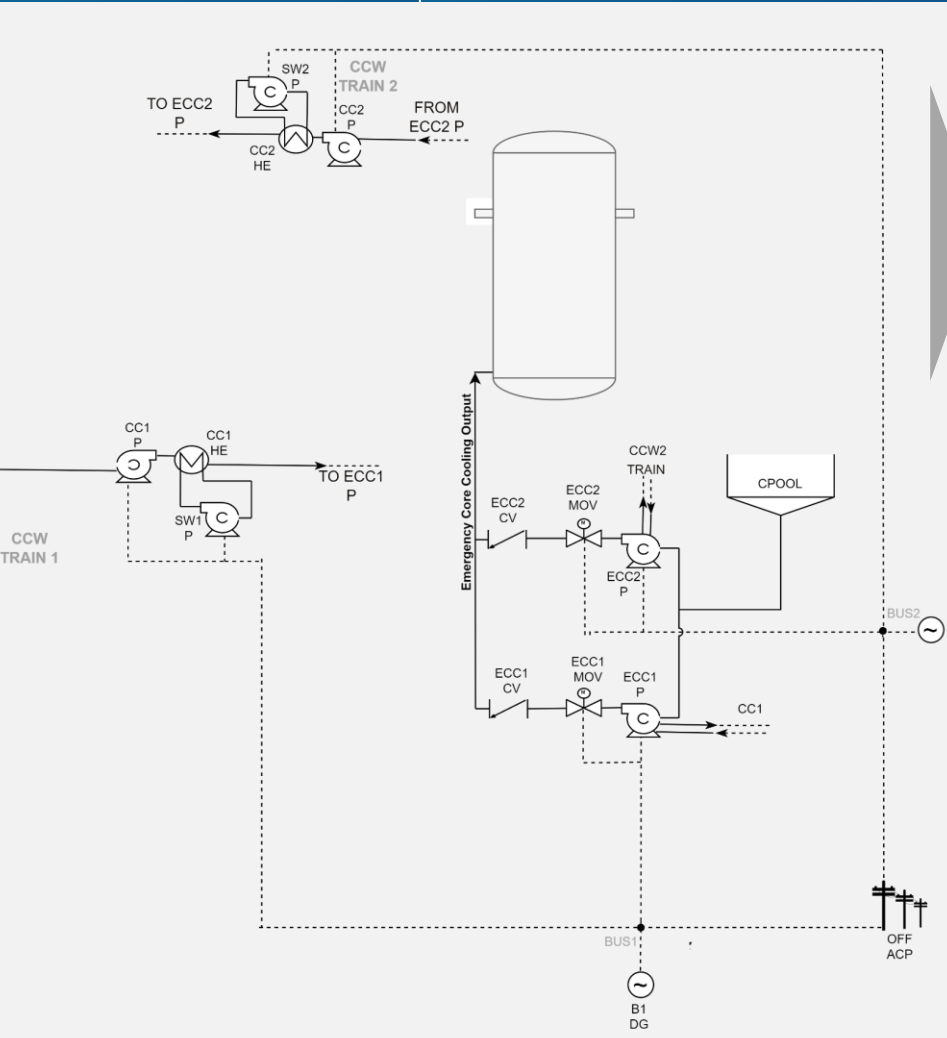 SW2
P
CCW
TRAIN 2
TO ECC2
P
CC2
P
FROM
ECC2 P
C
CC2
HE
C
CC1
P
CC1
HE
C
TO ECC1
P
SW1
P
C
CCW
TRAIN 1
Emergency Core Cooling Output
CCW2
TRAIN
CPOOL
ECC2
CV
ECC2
MOV
M
C
ECC2
P
BUS2
~
ECC1
CV
ECC1
MOV
M
ECC1
P
C
CC1
BUS1
OFF
ACP
~
B1
DG